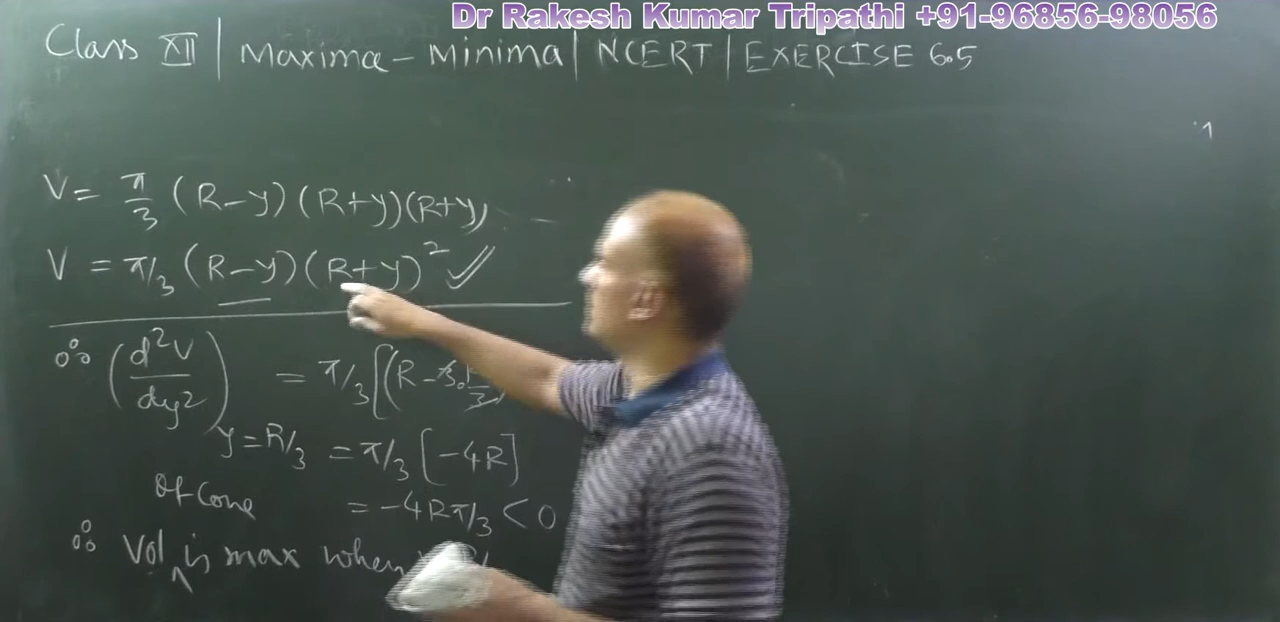 Dr Rakesh Kumar Tripathi +91-96856-98056
Class XII | Maxima - Minima | NCERT | EXERCISE 6.5
V = π/3 (R-y)(R+y)(R+y)
V = π/3 (R-y)(R+y)² ✓
∴ (d²V/dy²) y=R/3 = π/3 [(R-3.
= π/3 [-4R]
= -4Rπ/3 < 0
∴ Vol of Cone is max when